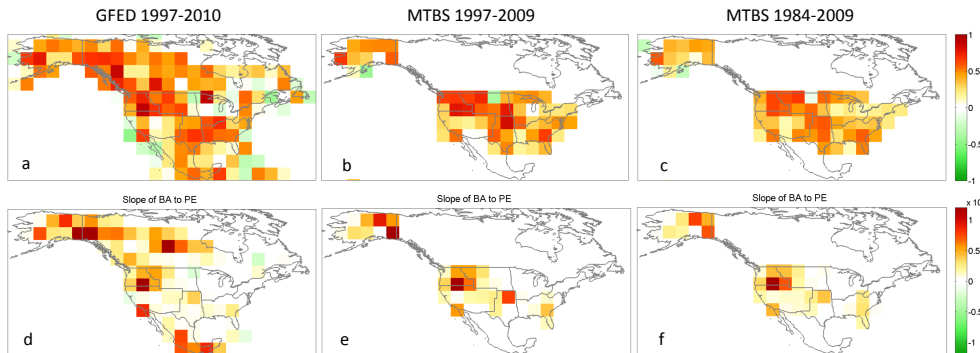 GFED 1997-2010
MTBS 1997-2009
MTBS 1984-2009
a
b
c
1
0.5
0
-0.5
-1
Slope of BA to PE
Slope of BA to PE
Slope of BA to PE
d
e
f
x 10
1
0.5
0
-0.5
-1